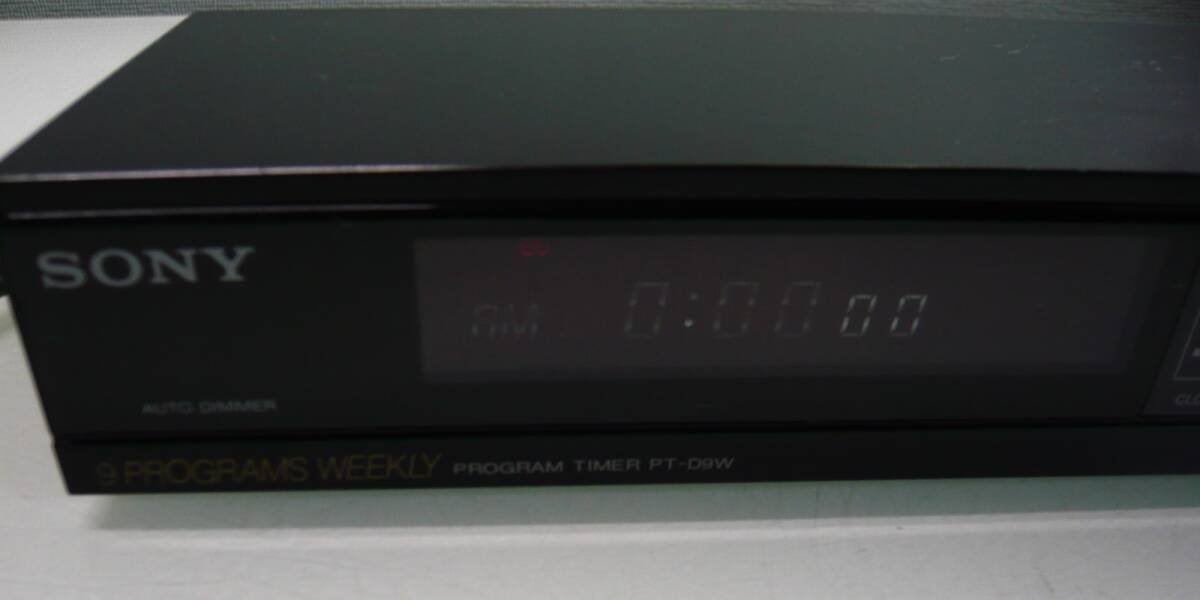 SONY
AM 0:00 00
AUTO DIMMER
9 PROGRAMS WEEKLY PROGRAM TIMER PT-D9W